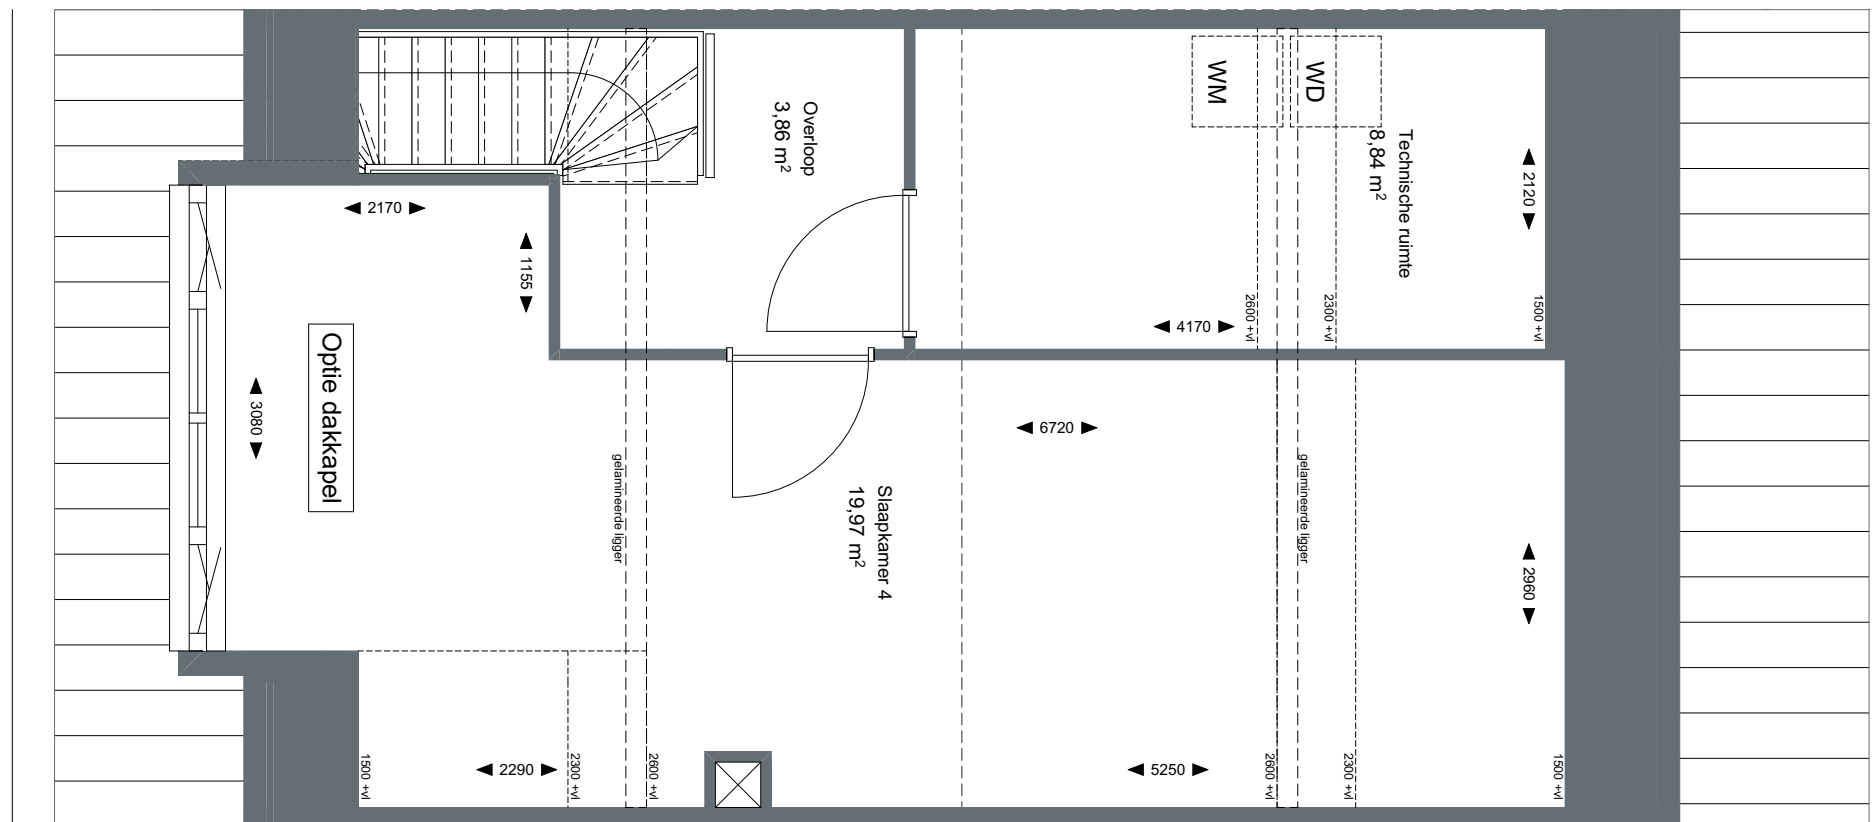 Overloop
3,86 m²
WM
WD
Technische ruimte
8,84 m²
2120
2170
1155
2600 +vl
2300 +vl
1500 +vl
4170
Optie dakkapel
3080
6720
gelamineerde ligger
gelamineerde ligger
Slaapkamer 4
19,97 m²
2960
1500 +vl
2290
2300 +vl
2600 +vl
5250
2600 +vl
2300 +vl
1500 +vl